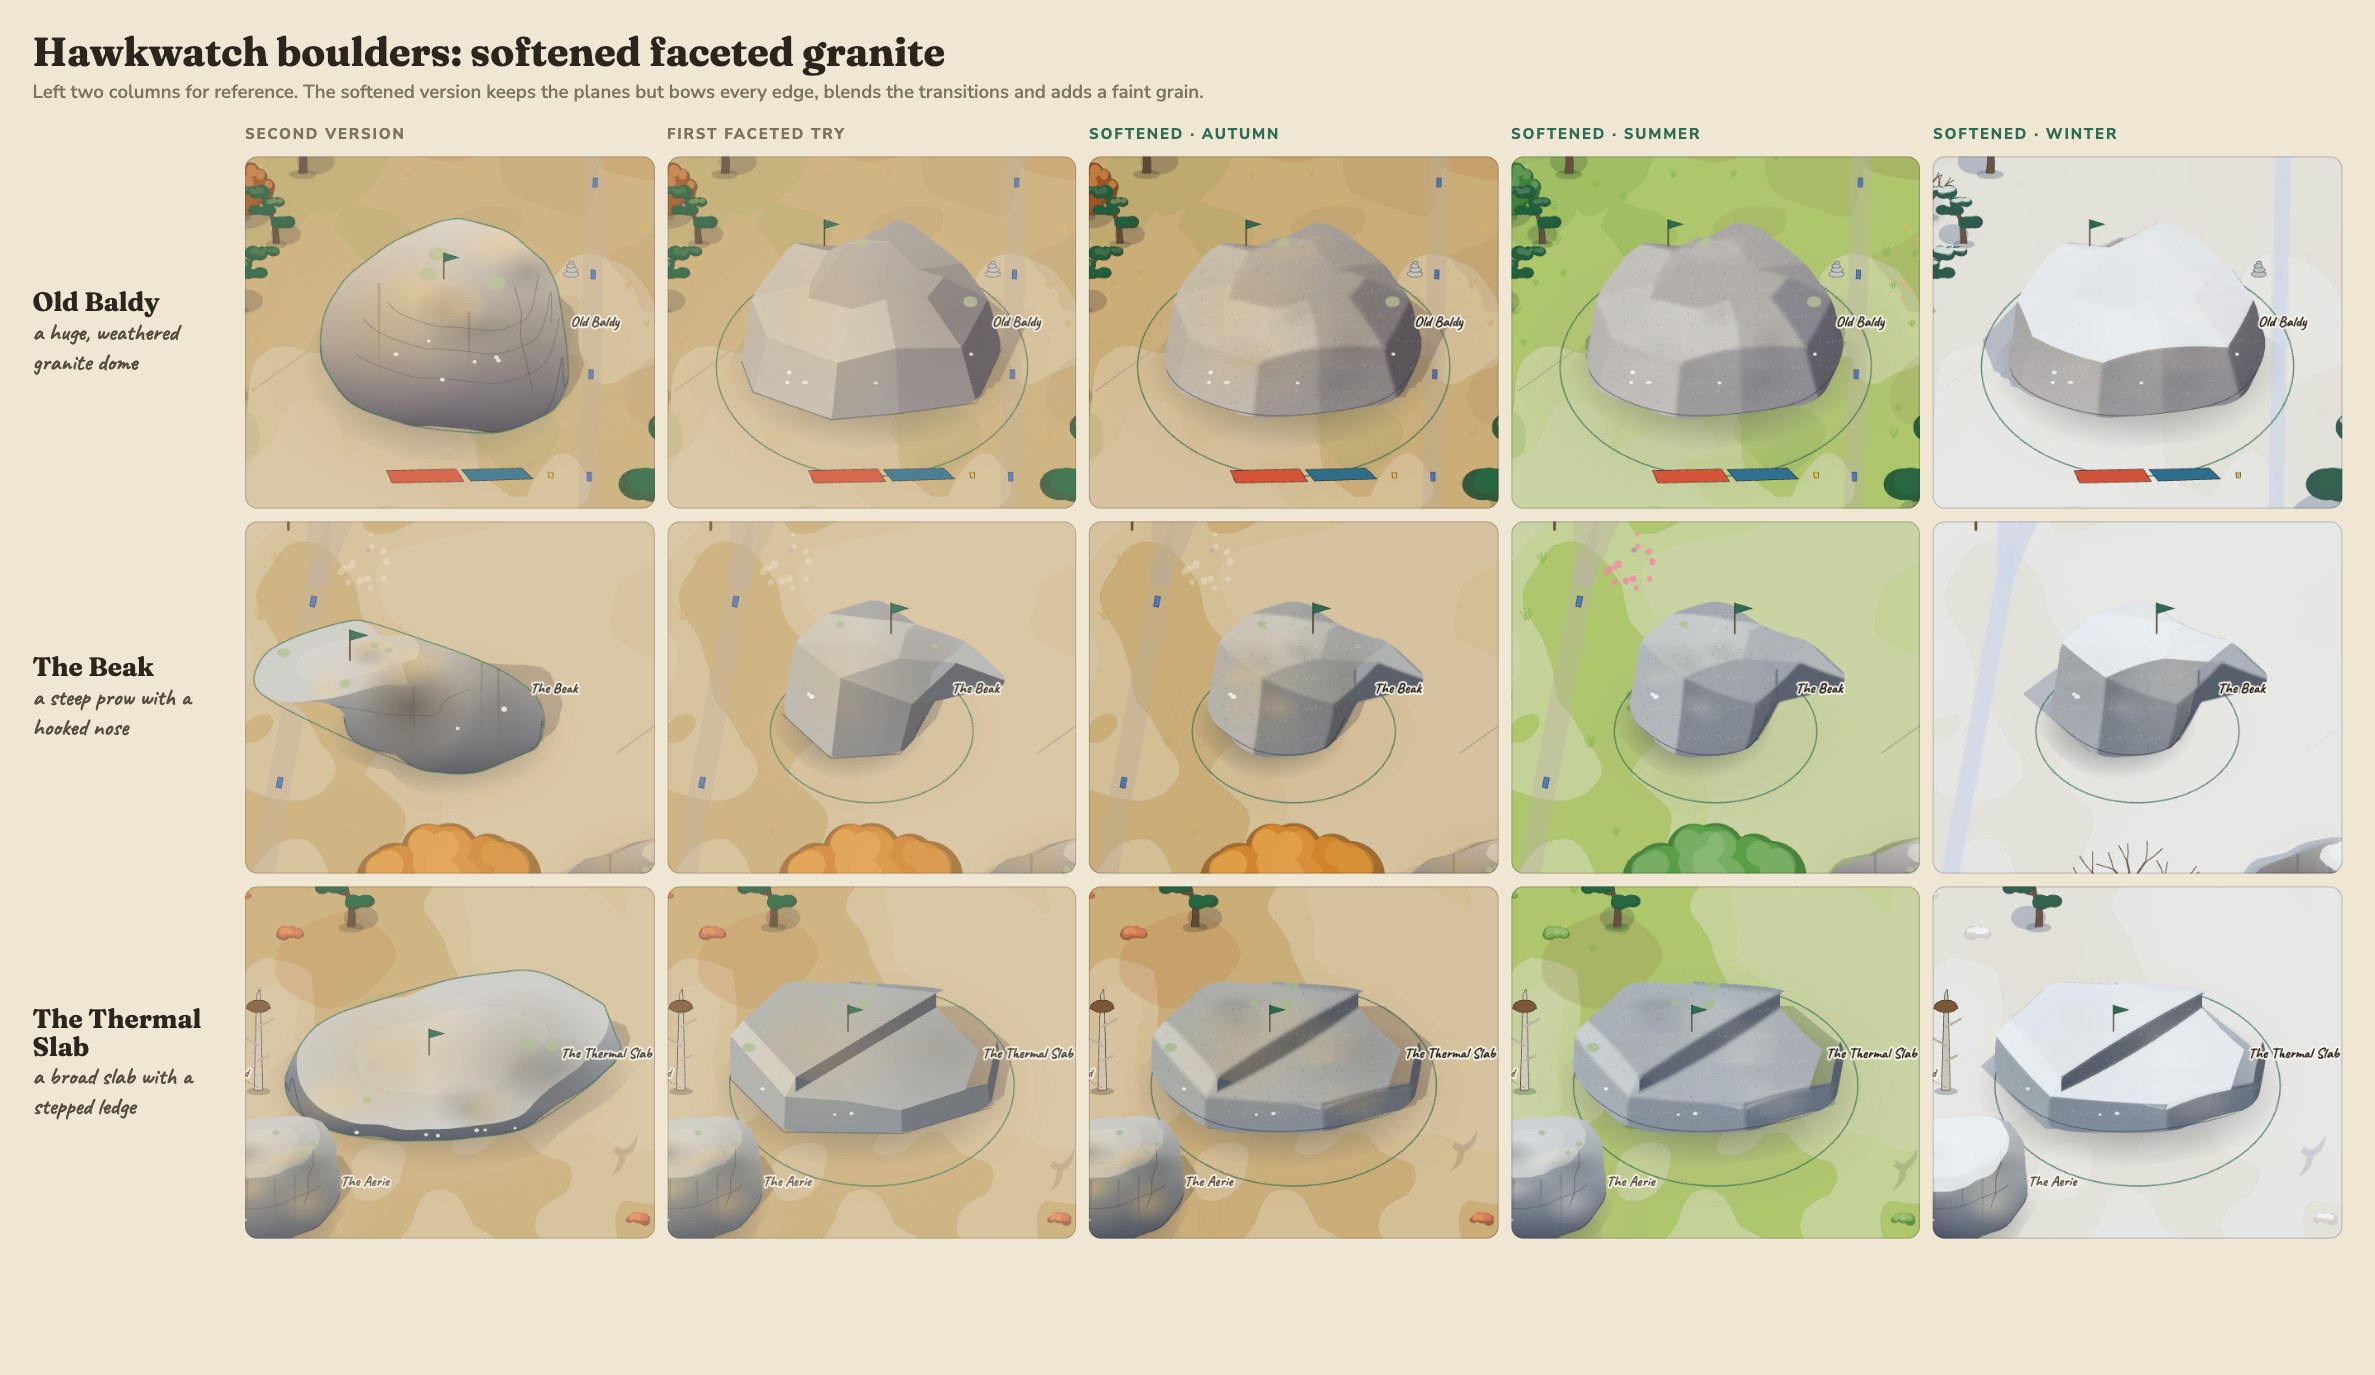 Hawkwatch boulders: softened faceted granite
Left two columns for reference. The softened version keeps the planes but bows every edge, blends the transitions and adds a faint grain.
SECOND VERSION
FIRST FACETED TRY
SOFTENED · AUTUMN
SOFTENED · SUMMER
SOFTENED · WINTER
Old Baldy
a huge, weathered
granite dome
Old Baldy
Old Baldy
Old Baldy
Old Baldy
Old Baldy
The Beak
a steep prow with a
hooked nose
The Beak
The Beak
The Beak
The Beak
The Beak
The Thermal
Slab
a broad slab with a
stepped ledge
The Thermal Slab
The Thermal Slab
The Thermal Slab
The Thermal Slab
The Thermal Slab
The Aerie
The Aerie
The Aerie
The Aerie
The Aerie